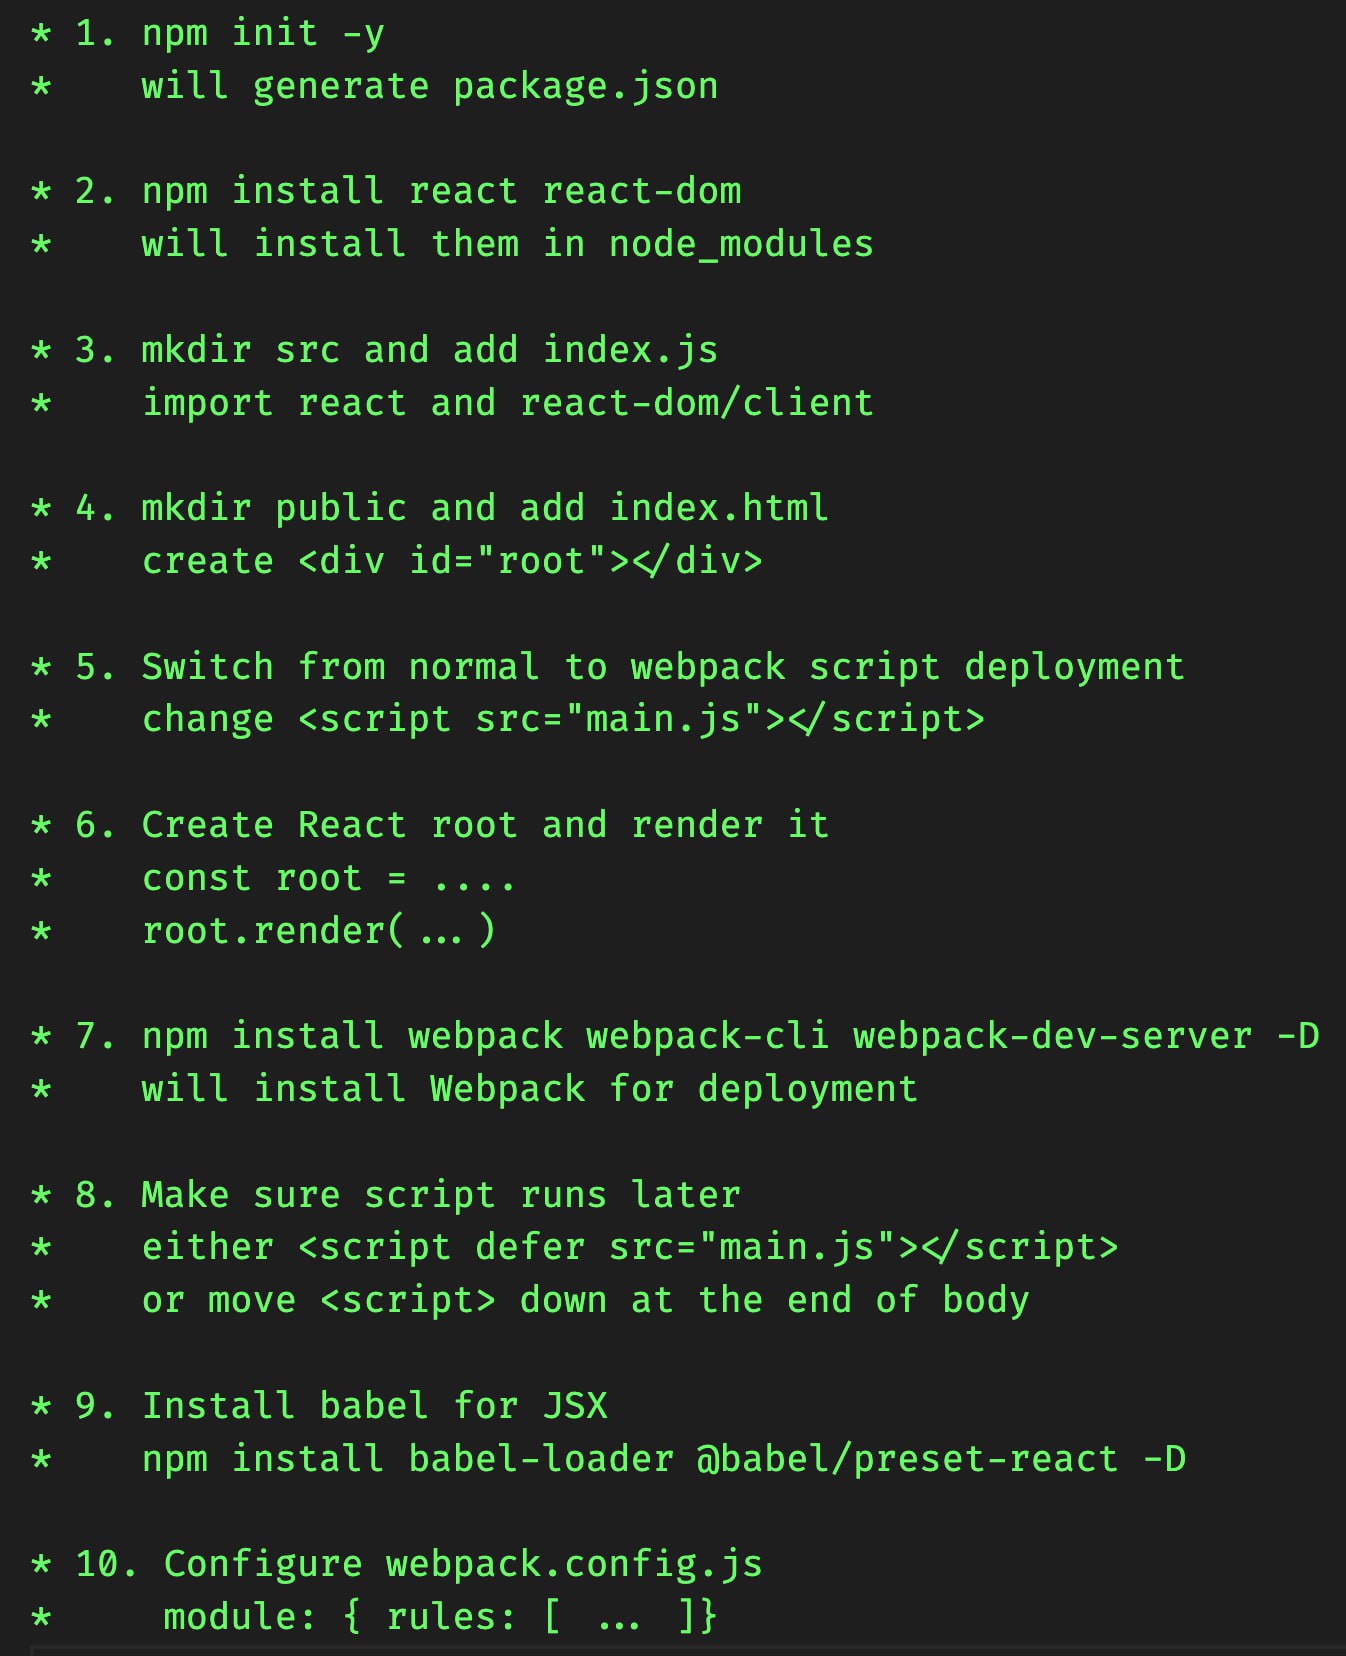 * 1. npm init -y
*    will generate package.json
* 2. npm install react react-dom
*    will install them in node_modules
* 3. mkdir src and add index.js
*    import react and react-dom/client
* 4. mkdir public and add index.html
*    create <div id="root"></div>
* 5. Switch from normal to webpack script deployment
*    change <script src="main.js"></script>
* 6. Create React root and render it
*    const root = ....
*    root.render(...)
* 7. npm install webpack webpack-cli webpack-dev-server -D
*    will install Webpack for deployment
* 8. Make sure script runs later
*    either <script defer src="main.js"></script>
*    or move <script> down at the end of body
* 9. Install babel for JSX
*    npm install babel-loader @babel/preset-react -D
* 10. Configure webpack.config.js
*     module: { rules: [ ... ]}